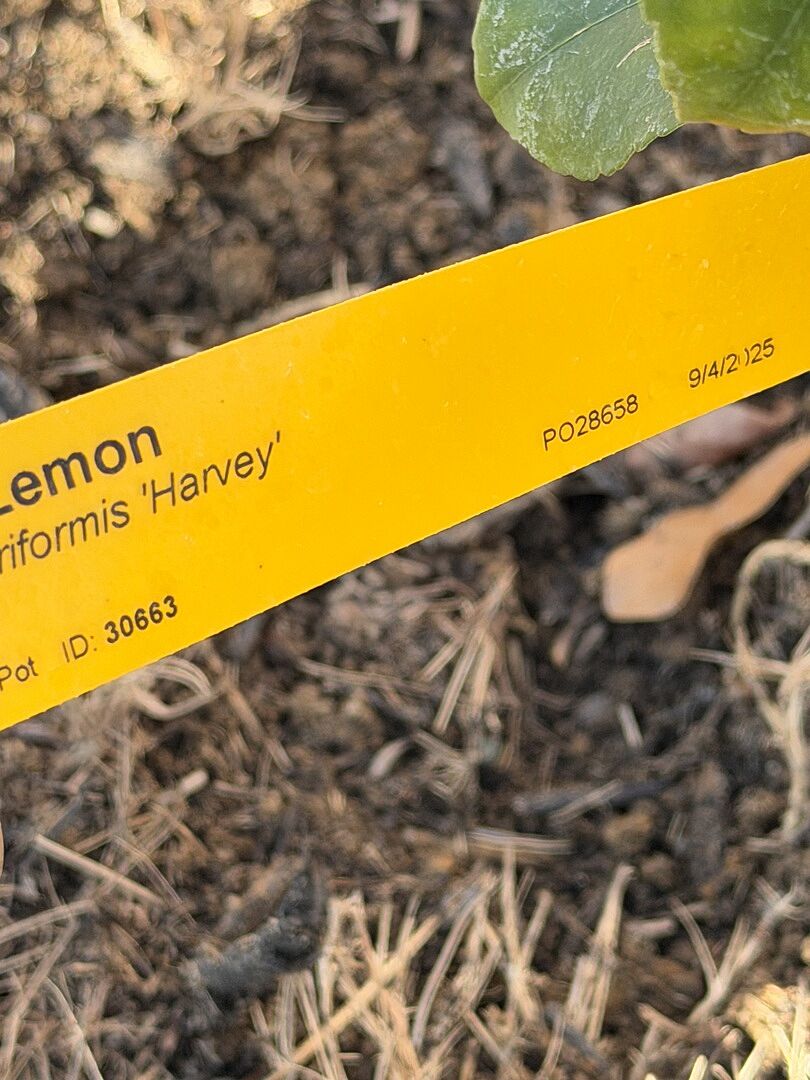 Lemon
riformis 'Harvey'
Pot ID: 30663
PO28658 9/4/2025